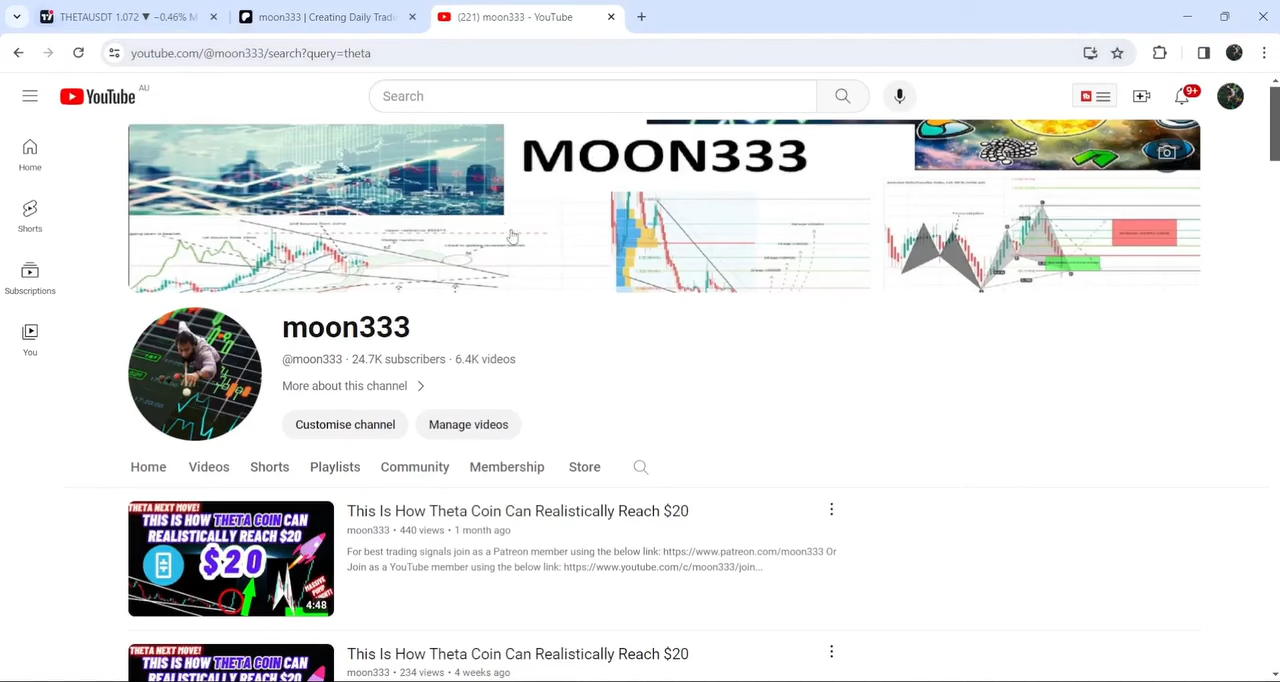 THETAUSDT 1.072 ▼ −0.46% M
moon333 | Creating Daily Tradi
(221) moon333 - YouTube
youtube.com/@moon333/search?query=theta
YouTube AU
Search
9+
Home
Shorts
Subscriptions
You
MOON333
moon333
@moon333 · 24.7K subscribers · 6.4K videos
More about this channel
Customise channel
Manage videos
Home Videos Shorts Playlists Community Membership Store
THETA NEXT MOVE!
THIS IS HOW THETA COIN CAN
REALISTICALLY REACH $20
$20
MASSIVE
4:48
This Is How Theta Coin Can Realistically Reach $20
moon333 • 440 views • 1 month ago
For best trading signals join as a Patreon member using the below link: https://www.patreon.com/moon333 Or
Join as a YouTube member using the below link: https://www.youtube.com/c/moon333/join...
THETA NEXT MOVE!
THIS IS HOW THETA COIN CAN
This Is How Theta Coin Can Realistically Reach $20
moon333 • 234 views • 4 weeks ago